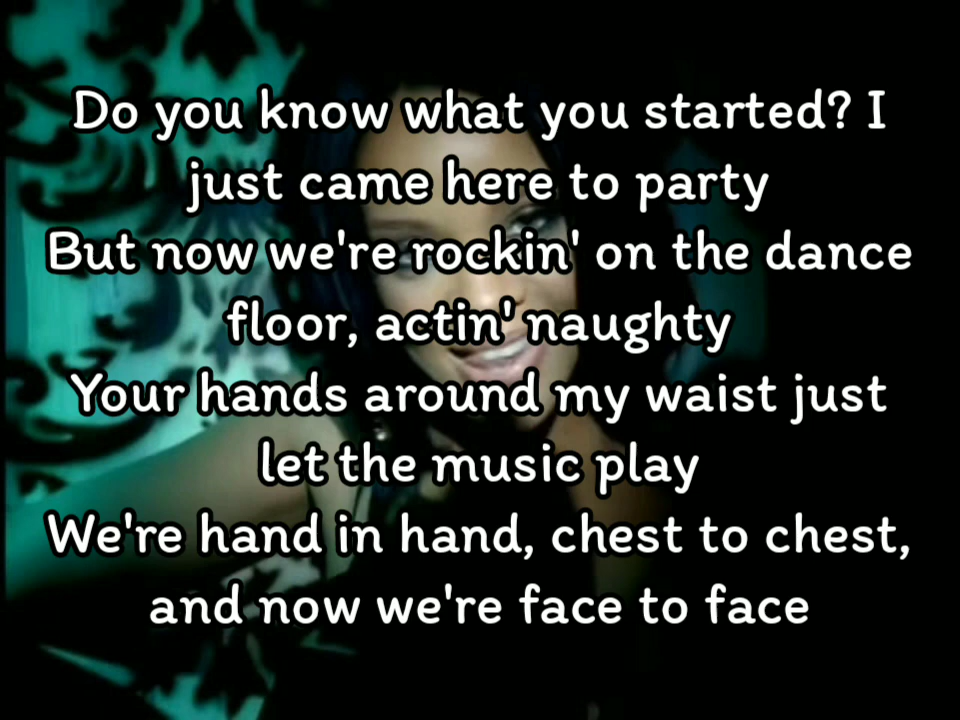 Do you know what you started? I
just came here to party
But now we're rockin' on the dance
floor, actin' naughty
Your hands around my waist just
let the music play
We're hand in hand, chest to chest,
and now we're face to face